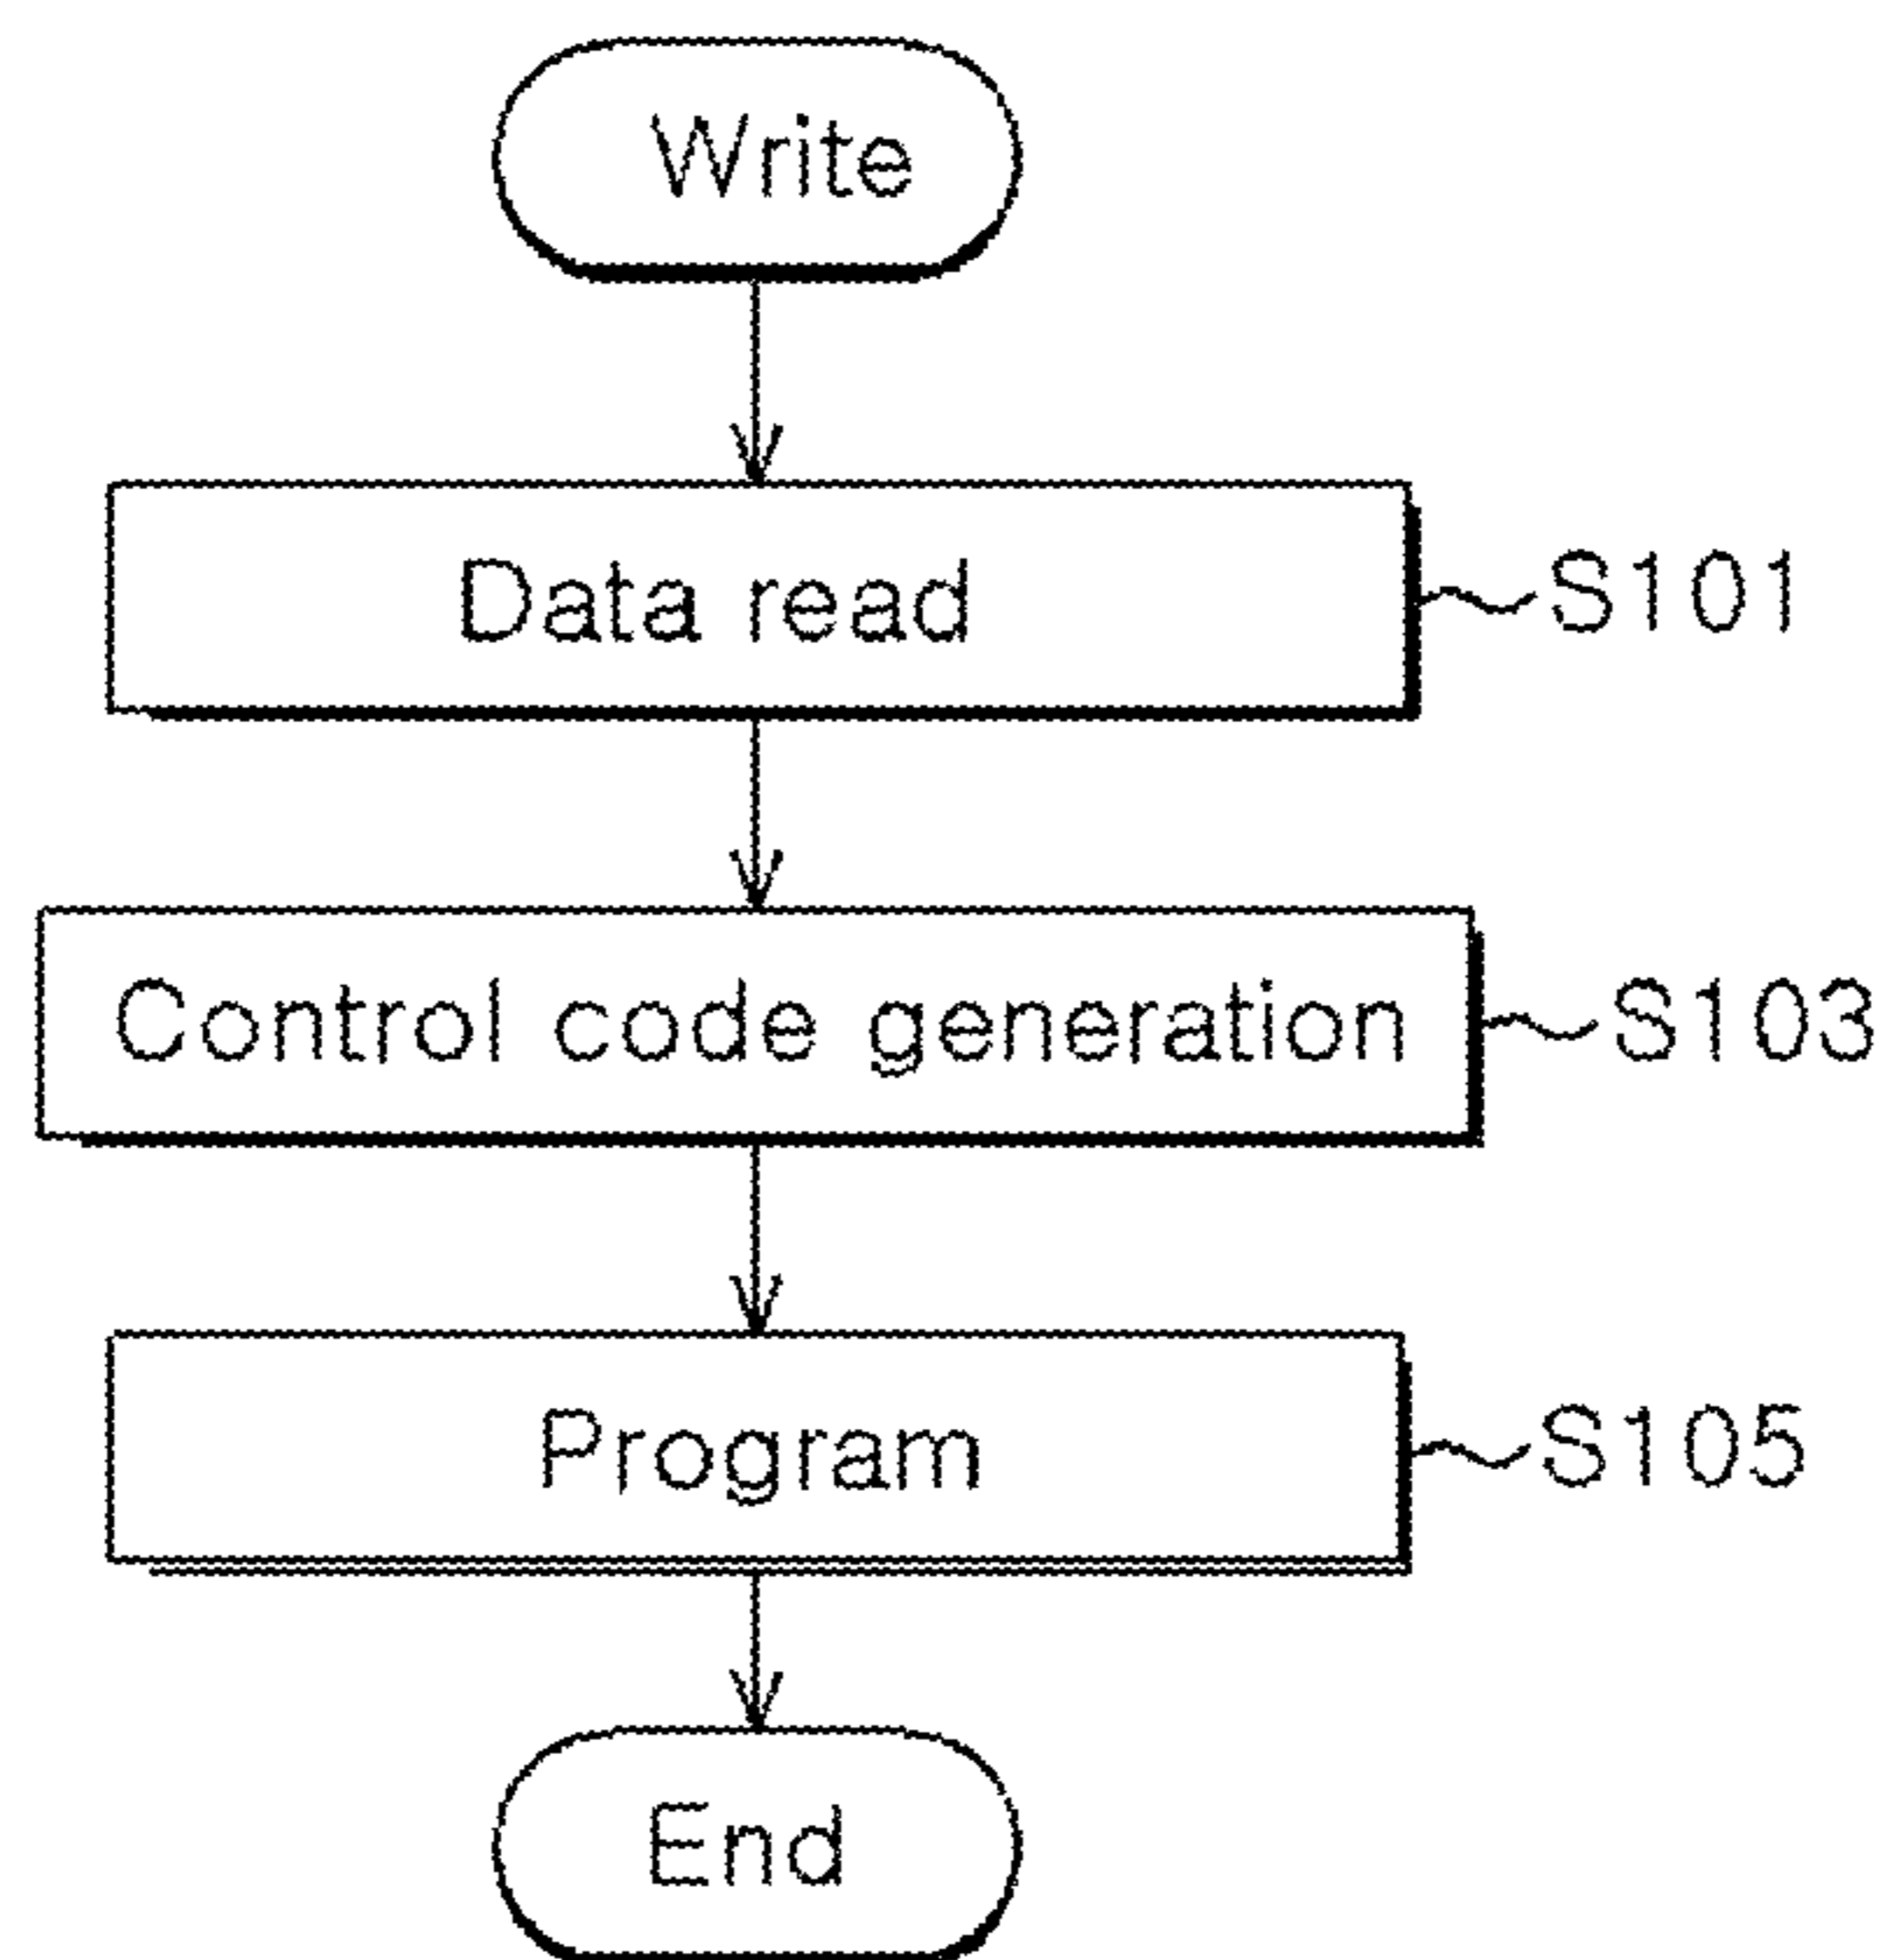 Write
Data read
S101
Control code generation
S103
Program
S105
End